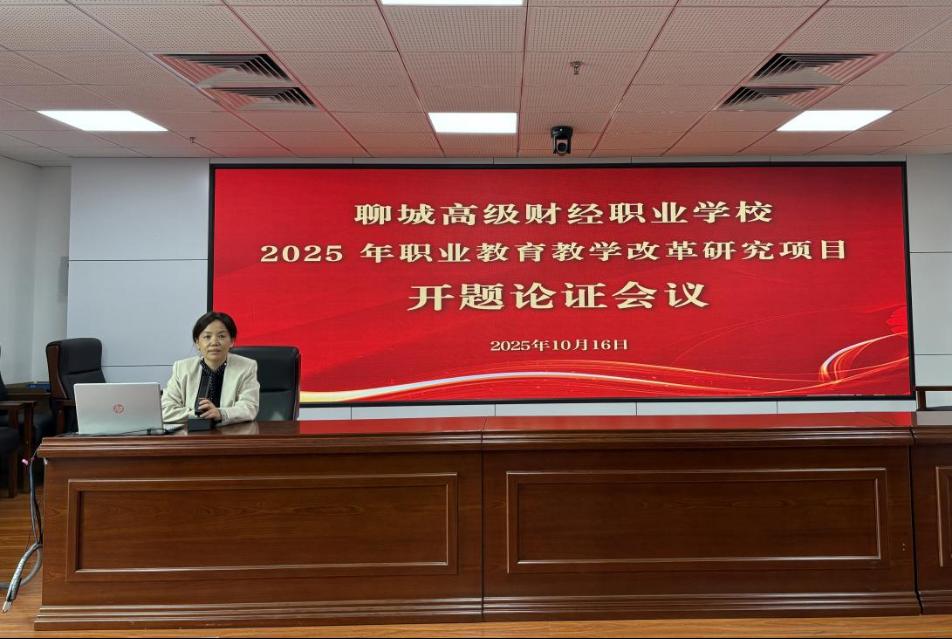 聊城高级财经职业学校
2025 年职业教育教学改革研究项目
开题论证会议
2025年10月16日
hp